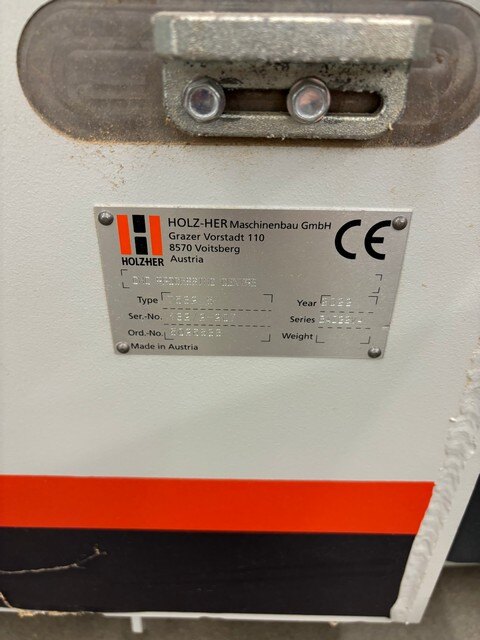 HOLZ-HER Maschinenbau GmbH
Grazer Vorstadt 110
8570 Voitsberg
Austria
CE
HOLZHER
Type
Year
Ser.-No.
Series
Ord.-No.
Weight
Made in Austria